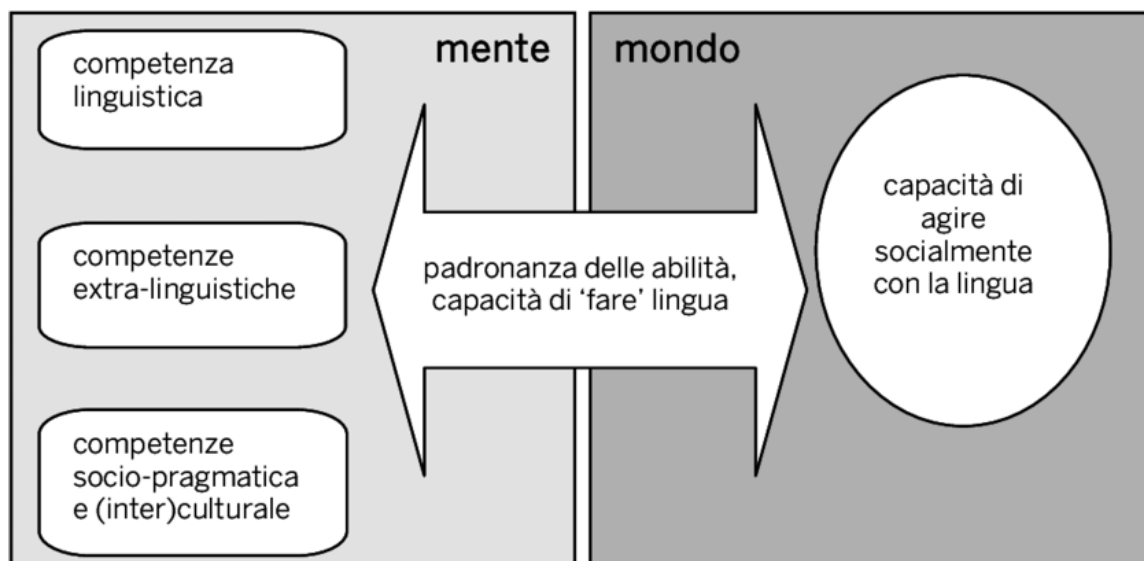 mente
mondo
competenza
linguistica
competenze
extra-linguistiche
competenze
socio-pragmatica
e (inter)culturale
padronanza delle abilità,
capacità di ‘fare’ lingua
capacità di
agire
socialmente
con la lingua